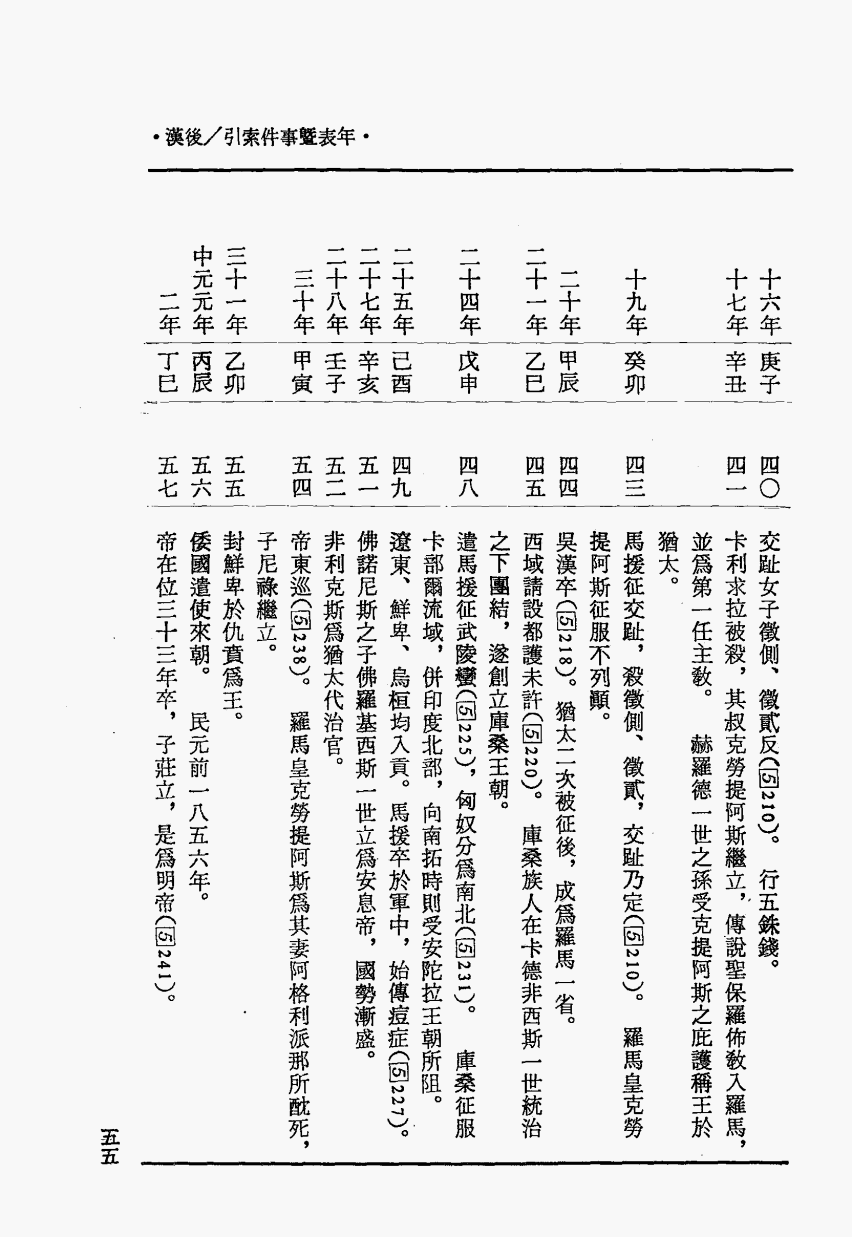 ・年表暨事件索引／後漢・
十六年 庚子 四〇 交趾女子徵側、徵貳反(⑤210)。　行五銖錢。
十七年 辛丑 四一 卡利求拉被殺，其叔克勞提阿斯繼立，傳說聖保羅佈教入羅馬，
並爲第一任主教。　赫羅德一世之孫受克提阿斯之庇護稱王於
猶太。
十九年 癸卯 四三 馬援征交趾，殺徵側、徵貳，交趾乃定(⑤210)。　羅馬皇克勞
提阿斯征服不列顛。
二十年 甲辰 四四 吳漢卒(⑤218)。猶太二次被征後，成爲羅馬一省。
二十一年 乙巳 四五 西域請設都護未許(⑤220)。　庫桑族人在卡德非西斯一世統治
之下團結，遂創立庫桑王朝。
二十四年 戊申 四八 遣馬援征武陵蠻(⑤225)，匈奴分爲南北(⑤231)。　庫桑征服
卡部爾流域，併印度北部，向南拓時則受安陀拉王朝所阻。
二十五年 己酉 四九 遼東、鮮卑、烏桓均入貢。馬援卒於軍中，始傳痘症(⑤227)。
二十七年 辛亥 五一 佛諾尼斯之子佛羅基西斯一世立爲安息帝，國勢漸盛。
二十八年 壬子 五二 非利克斯爲猶太代治官。
三十年 甲寅 五四 帝東巡(⑤238)。　羅馬皇克勞提阿斯爲其妻阿格利派那所酖死，
子尼祿繼立。
三十一年 乙卯 五五 封鮮卑於仇賁爲王。
中元元年 丙辰 五六 倭國遣使來朝。　民元前一八五六年。
二年 丁巳 五七 帝在位三十三年卒，子莊立，是爲明帝(⑤241)。
五五